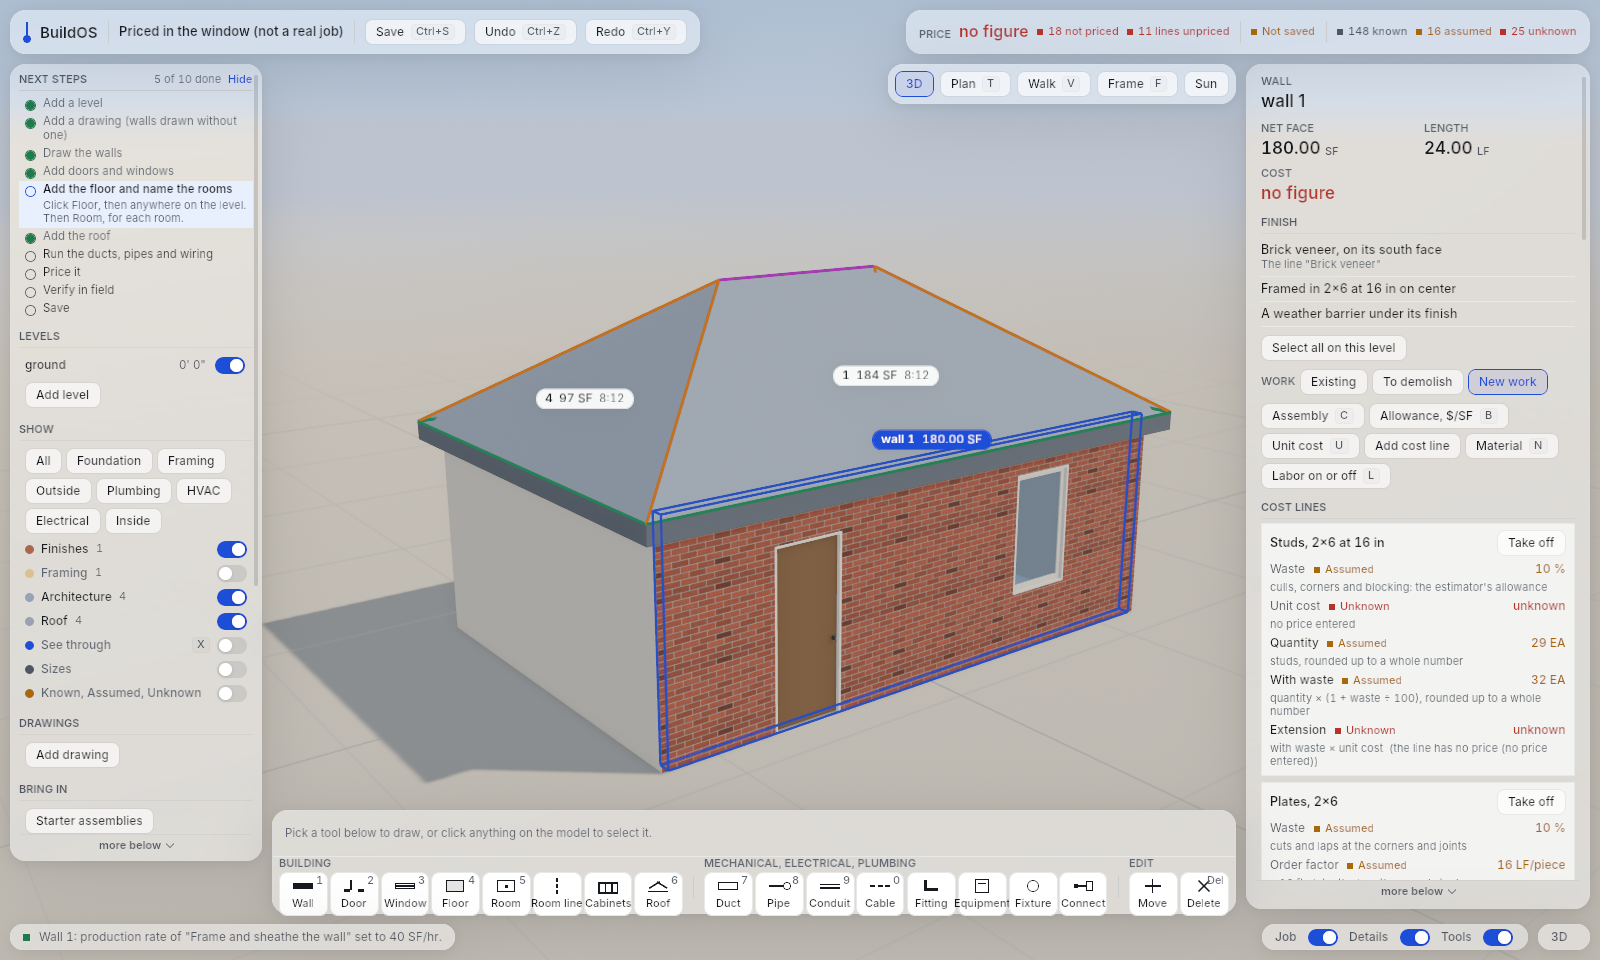 BuildOS
Priced in the window (not a real job)
Save Ctrl+S
Undo Ctrl+Z
Redo Ctrl+Y
PRICE no figure 18 not priced 11 lines unpriced Not saved 148 known 16 assumed 25 unknown
NEXT STEPS 5 of 10 done Hide
Add a level
Add a drawing (walls drawn without
one)
Draw the walls
Add doors and windows
Add the floor and name the rooms
Click Floor, then anywhere on the level.
Then Room, for each room.
Add the roof
Run the ducts, pipes and wiring
Price it
Verify in field
Save
LEVELS
ground 0' 0"
Add level
SHOW
All Foundation Framing
Outside Plumbing HVAC
Electrical Inside
Finishes 1
Framing 1
Architecture 4
Roof 4
See through X
Sizes
Known, Assumed, Unknown
DRAWINGS
Add drawing
BRING IN
Starter assemblies
more below
3D Plan T Walk V Frame F Sun
4 97 SF 8:12
1 184 SF 8:12
wall 1 180.00 SF
WALL
wall 1
NET FACE LENGTH
180.00 SF 24.00 LF
COST
no figure
FINISH
Brick veneer, on its south face
The line "Brick veneer"
Framed in 2×6 at 16 in on center
A weather barrier under its finish
Select all on this level
WORK Existing To demolish New work
Assembly C Allowance, $/SF B
Unit cost U Add cost line Material N
Labor on or off L
COST LINES
Studs, 2×6 at 16 in Take off
Waste Assumed 10 %
culls, corners and blocking: the estimator's allowance
Unit cost Unknown unknown
no price entered
Quantity Assumed 29 EA
studs, rounded up to a whole number
With waste Assumed 32 EA
quantity × (1 + waste ÷ 100), rounded up to a whole
number
Extension Unknown unknown
with waste × unit cost (the line has no price (no price
entered))
Plates, 2×6 Take off
Waste Assumed 10 %
cuts and laps at the corners and joints
Order factor Assumed 16 LF/piece
more below
Pick a tool below to draw, or click anything on the model to select it.
BUILDING MECHANICAL, ELECTRICAL, PLUMBING EDIT
1 2 3 4 5 6 7 8 9 0 Del
Wall Door Window Floor Room Room line Cabinets Roof Duct Pipe Conduit Cable Fitting Equipment Fixture Connect Move Delete
Wall 1: production rate of "Frame and sheathe the wall" set to 40 SF/hr.
Job Details Tools 3D